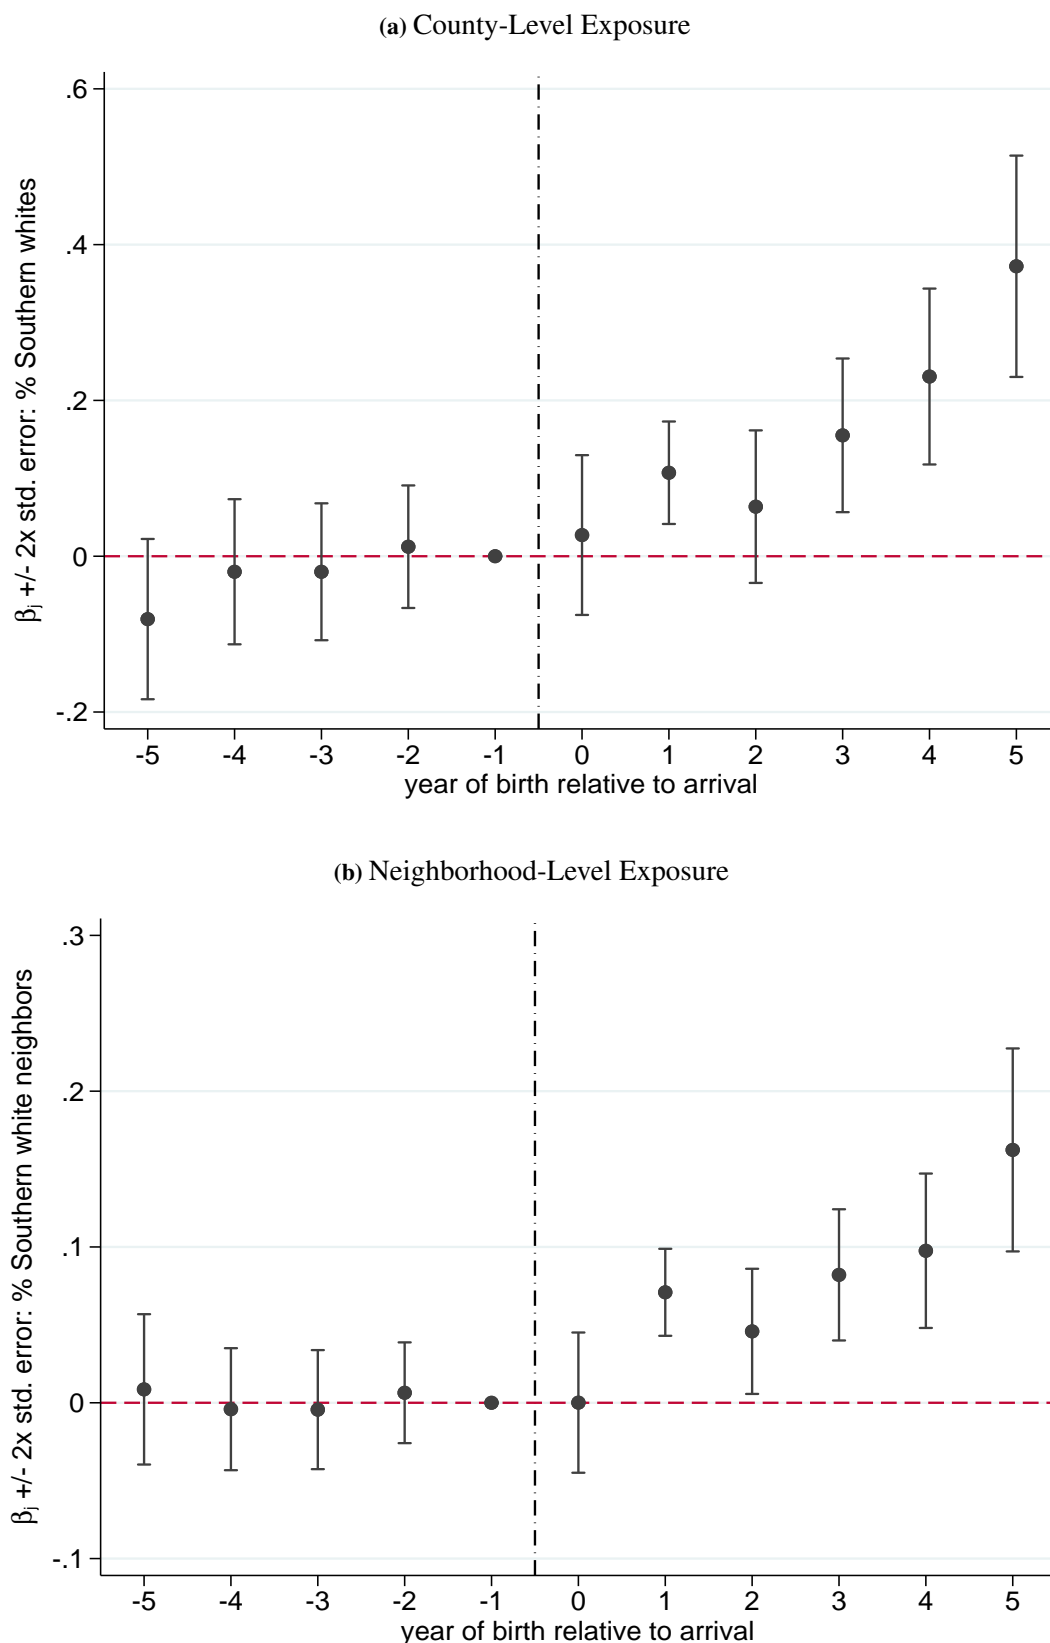 (a) County-Level Exposure
β_j +/- 2x std. error: % Southern whites
.6
.4
.2
0
-.2
-5 -4 -3 -2 -1 0 1 2 3 4 5
year of birth relative to arrival
(b) Neighborhood-Level Exposure
β_j +/- 2x std. error: % Southern white neighbors
.3
.2
.1
0
-.1
-5 -4 -3 -2 -1 0 1 2 3 4 5
year of birth relative to arrival